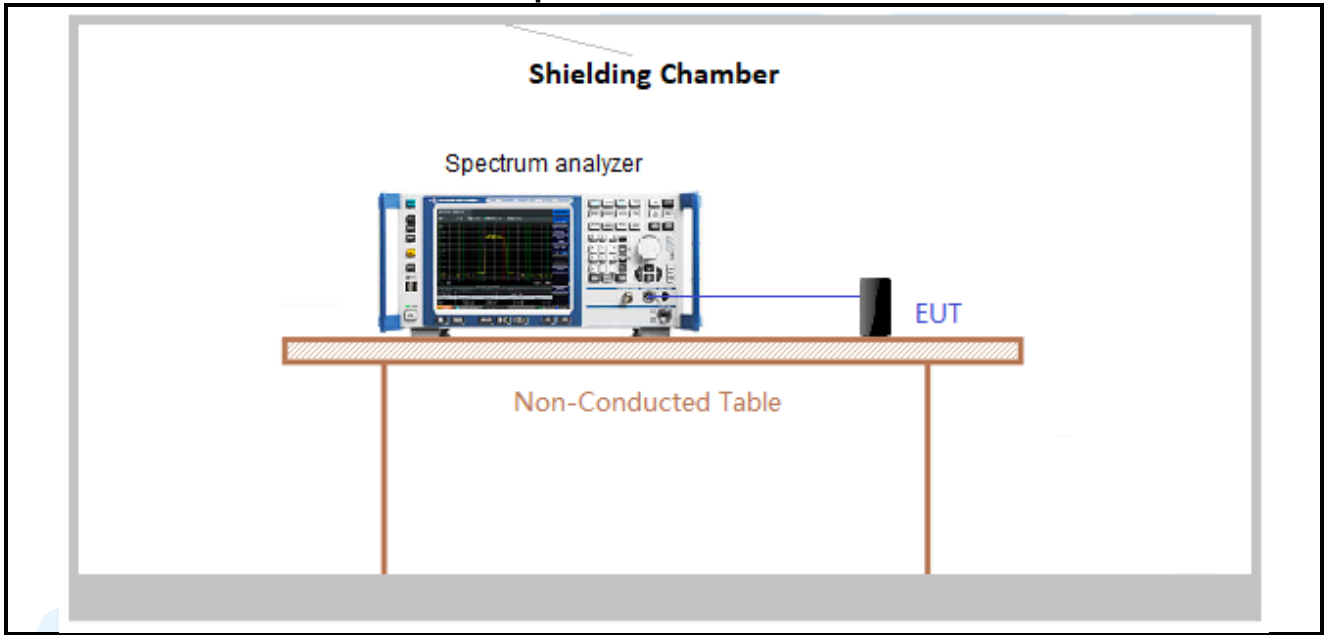 Shielding Chamber
Spectrum analyzer
EUT
Non-Conducted Table